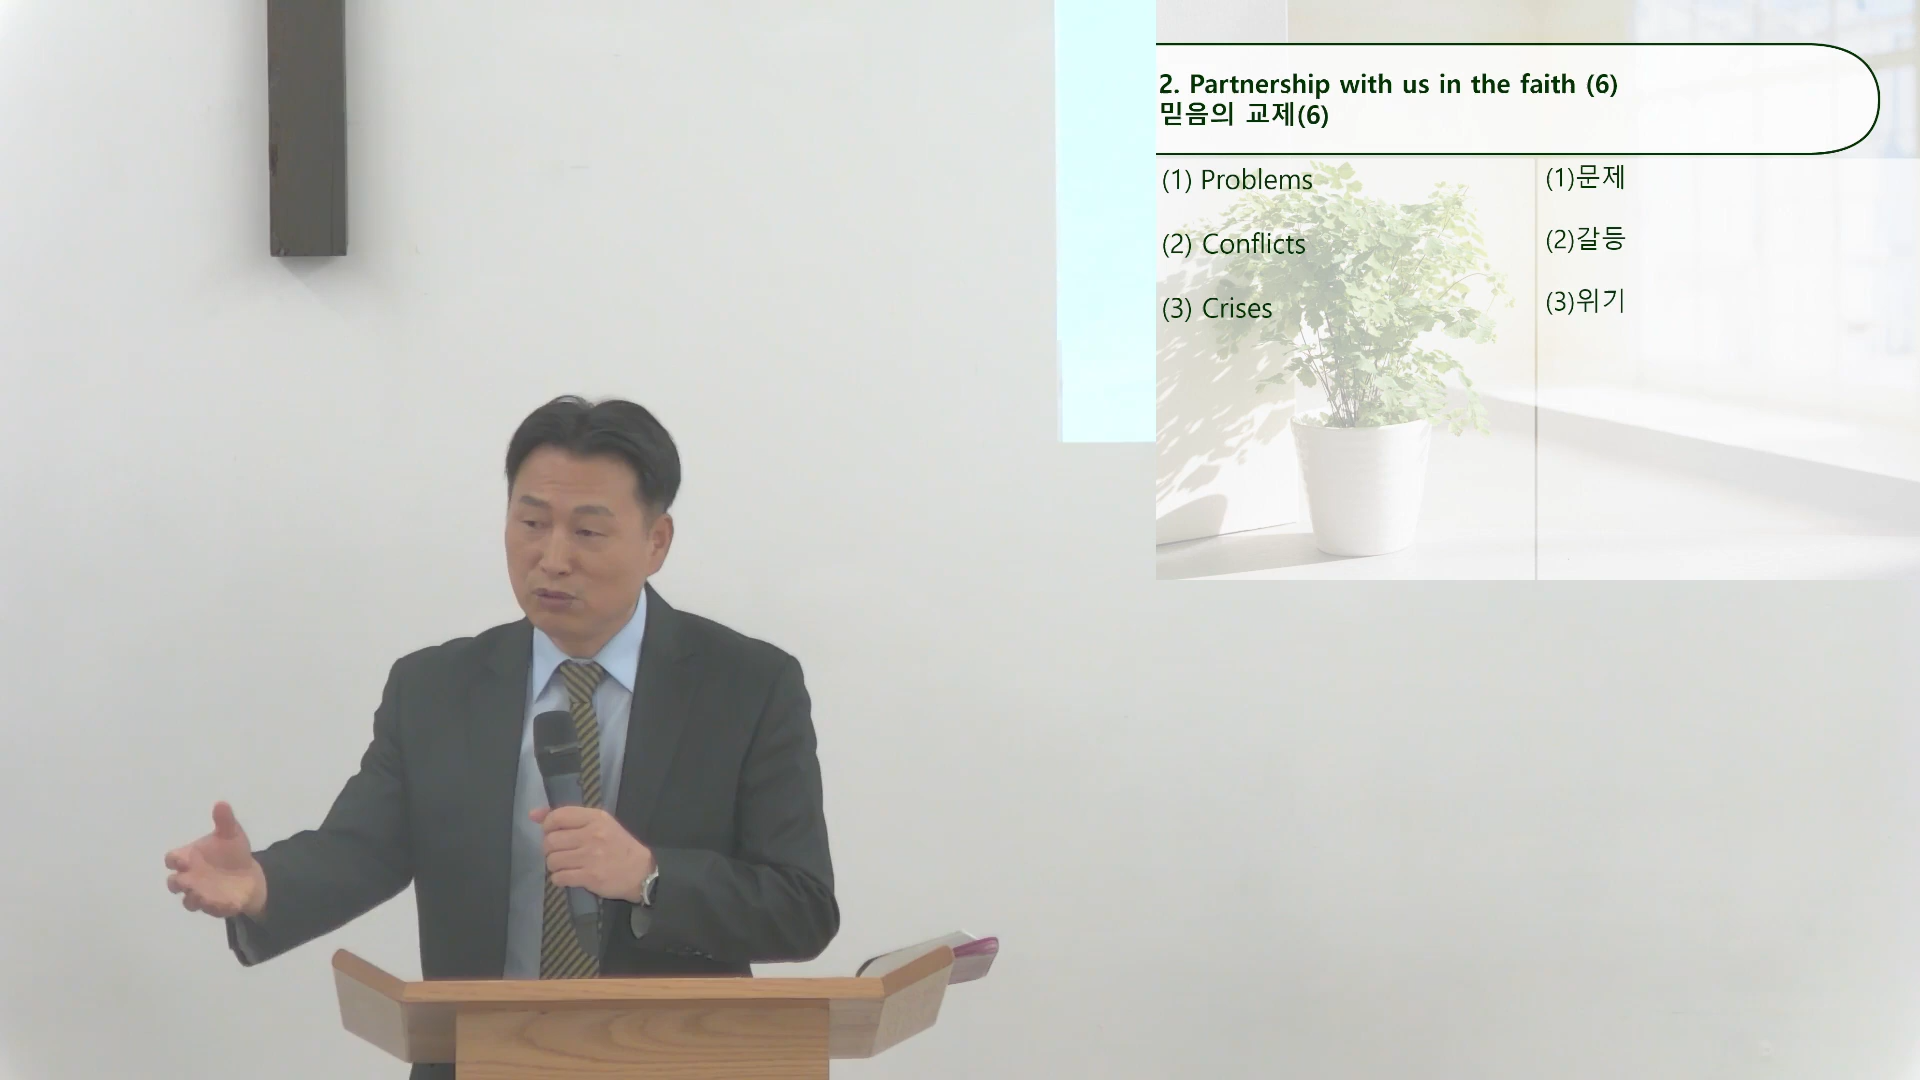 2. Partnership with us in the faith (6)
믿음의 교제(6)
(1) Problems
(2) Conflicts
(3) Crises
(1)문제
(2)갈등
(3)위기